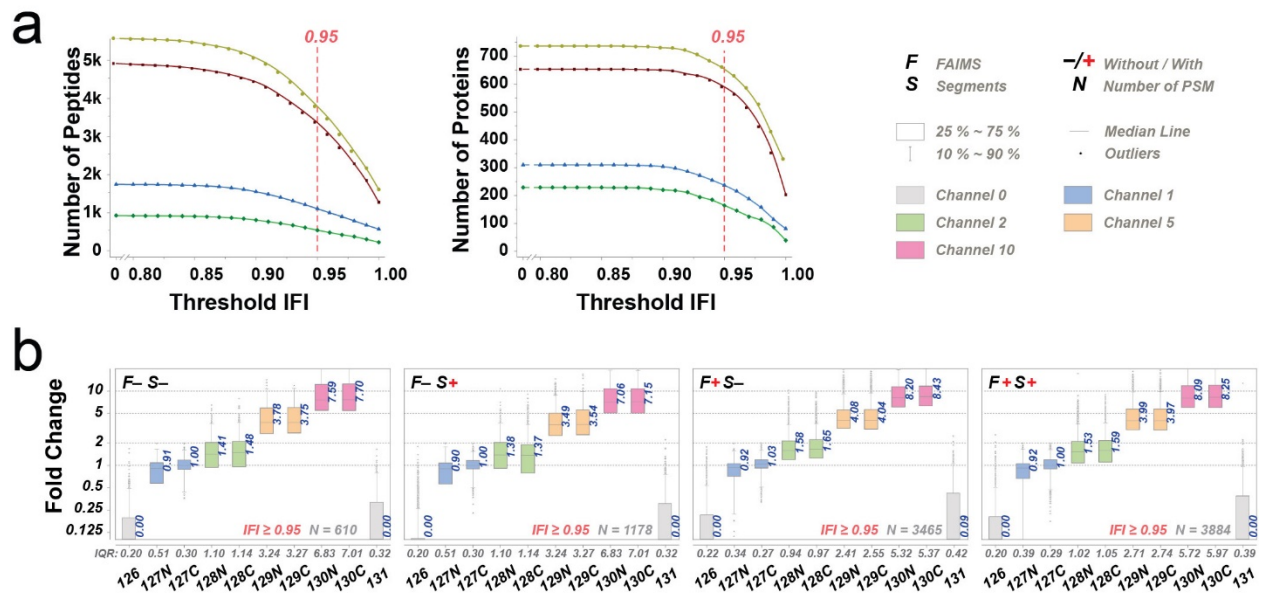 a
0.95
Number of Peptides
5k
4k
3k
2k
1k
0
0 0.80 0.85 0.90 0.95 1.00
Threshold IFI
0.95
Number of Proteins
700
600
500
400
300
200
100
0
0 0.80 0.85 0.90 0.95 1.00
Threshold IFI
F FAIMS
S Segments
–/+ Without / With
N Number of PSM
25 % ~ 75 %
10 % ~ 90 %
Median Line
Outliers
Channel 0
Channel 1
Channel 2
Channel 5
Channel 10
b
Fold Change
10
5
2
1
0.5
0.25
0.125
F– S–
0.91 1.00 1.41 1.48 3.78 3.75 7.59 7.70
0.00 0.00
IFI ≥ 0.95 N = 610
IQR: 0.20 0.51 0.30 1.10 1.14 3.24 3.27 6.83 7.01 0.32
126 127N 127C 128N 128C 129N 129C 130N 130C 131
F– S+
0.90 1.00 1.38 1.37 3.49 3.54 7.06 7.15
0.00 0.00
IFI ≥ 0.95 N = 1178
0.20 0.51 0.30 1.10 1.14 3.24 3.27 6.83 7.01 0.32
126 127N 127C 128N 128C 129N 129C 130N 130C 131
F+ S–
0.92 1.03 1.58 1.65 4.08 4.04 8.20 8.43
0.00 0.09
IFI ≥ 0.95 N = 3465
0.22 0.34 0.27 0.94 0.97 2.41 2.55 5.32 5.37 0.42
126 127N 127C 128N 128C 129N 129C 130N 130C 131
F+ S+
0.92 1.00 1.53 1.59 3.99 3.97 8.09 8.25
0.00 0.00
IFI ≥ 0.95 N = 3884
0.20 0.39 0.29 1.02 1.05 2.71 2.74 5.72 5.97 0.39
126 127N 127C 128N 128C 129N 129C 130N 130C 131